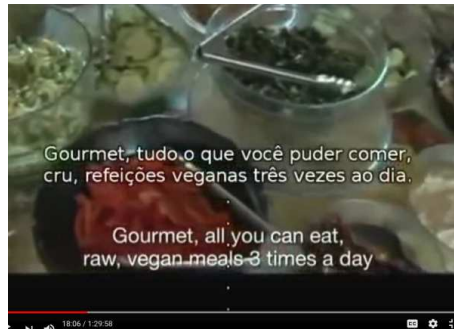 Gourmet, tudo o que você puder comer,
cru, refeições veganas três vezes ao dia.
Gourmet, all you can eat,
raw, vegan meals 3 times a day
18:06 / 1:29:58
CC